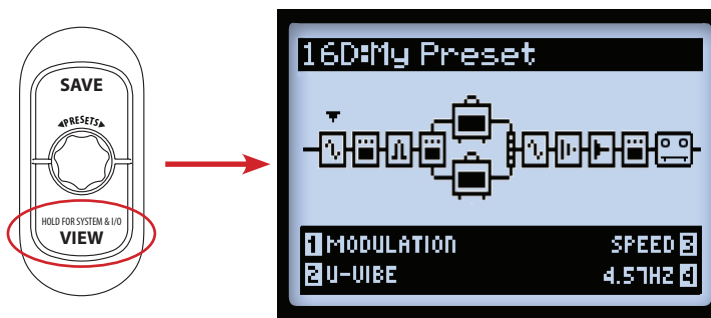 SAVE
◄PRESETS►
HOLD FOR SYSTEM & I/O
VIEW
16D:My Preset
1 MODULATION SPEED 3
2 U-VIBE 4.57HZ 4